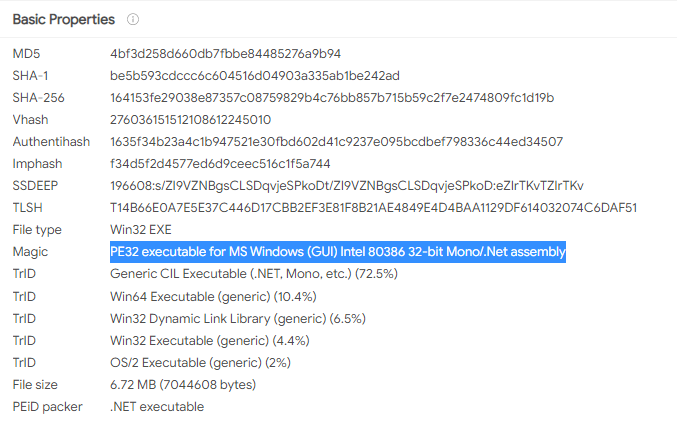 Basic Properties
MD5 4bf3d258d660db7fbbe84485276a9b94
SHA-1 be5b593cdccc6c604516d04903a335ab1be242ad
SHA-256 164153fe29038e87357c08759829b4c76bb857b715b59c2f7e2474809fc1d19b
Vhash 276036151512108612245010
Authentihash 1635f34b23a4c1b947521e30fbd602d41c9237e095bcdbef798336c44ed34507
Imphash f34d5f2d4577ed6d9ceec516c1f5a744
SSDEEP 196608:s/ZI9VZNBgsCLSDqvjeSPkoDt/ZI9VZNBgsCLSDqvjeSPkoD:eZIrTKvTZIrTKv
TLSH T14B66E0A7E5E37C446D17CBB2EF3E81F8B21AE4849E4D4BAA1129DF614032074C6DAF51
File type Win32 EXE
Magic PE32 executable for MS Windows (GUI) Intel 80386 32-bit Mono/.Net assembly
TrID Generic CIL Executable (.NET, Mono, etc.) (72.5%)
TrID Win64 Executable (generic) (10.4%)
TrID Win32 Dynamic Link Library (generic) (6.5%)
TrID Win32 Executable (generic) (4.4%)
TrID OS/2 Executable (generic) (2%)
File size 6.72 MB (7044608 bytes)
PEiD packer .NET executable